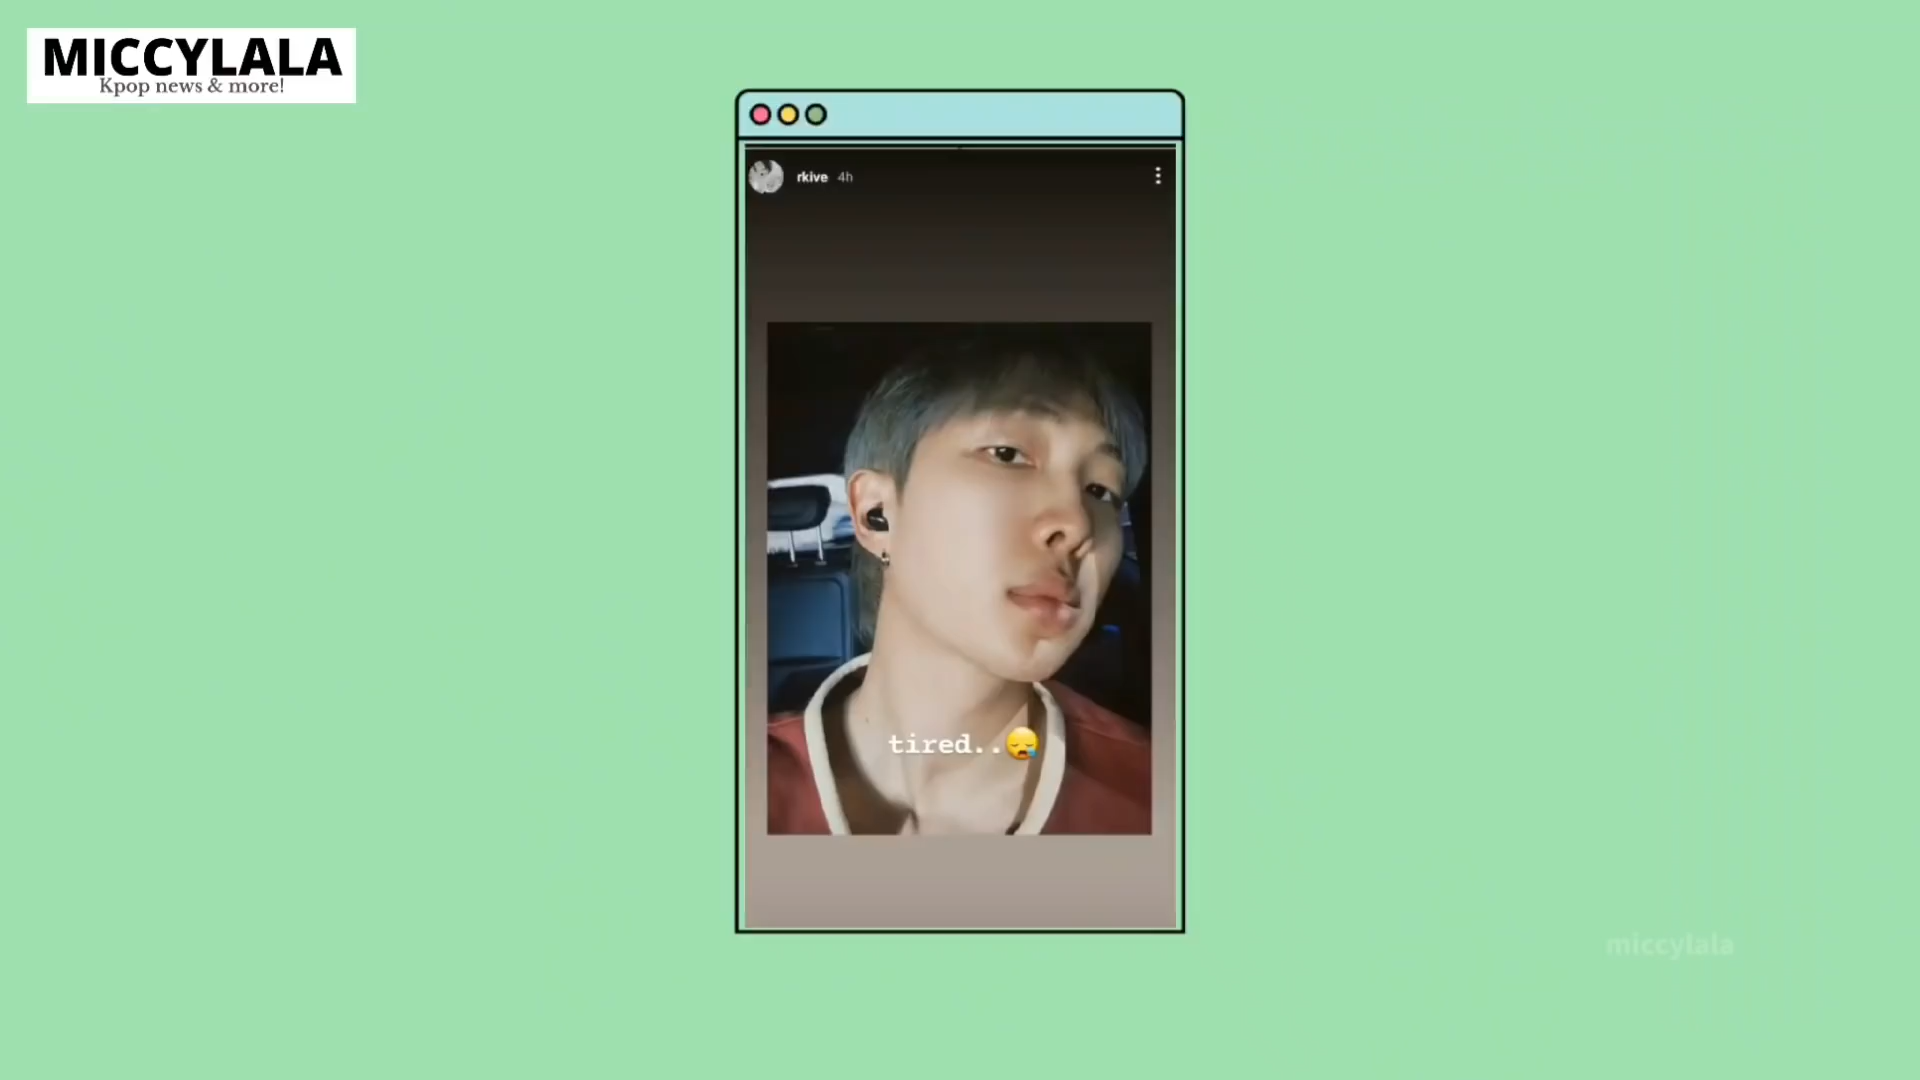 MICCYLALA
Kpop news & more!
rkive 4h
tired..😪
miccylala